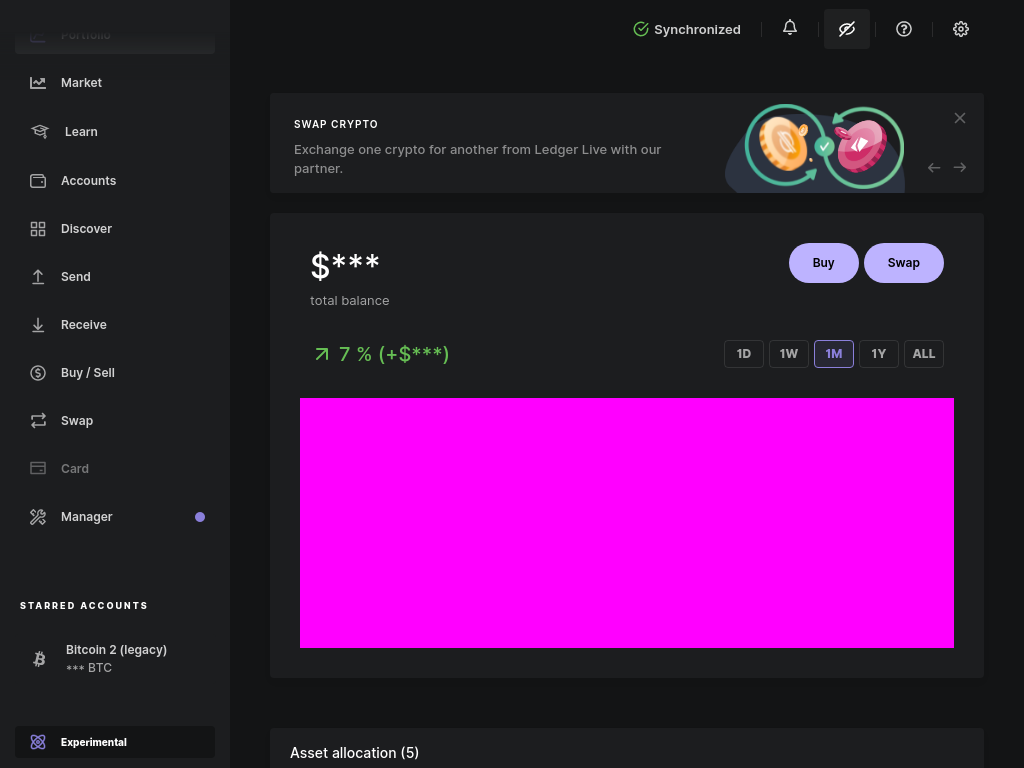 Portfolio
Market
Learn
Accounts
Discover
Send
Receive
Buy / Sell
Swap
Card
Manager
STARRED ACCOUNTS
Bitcoin 2 (legacy)
*** BTC
Experimental
Synchronized
SWAP CRYPTO
Exchange one crypto for another from Ledger Live with our
partner.
$***
total balance
Buy
Swap
7 % (+$***)
1D
1W
1M
1Y
ALL
Asset allocation (5)